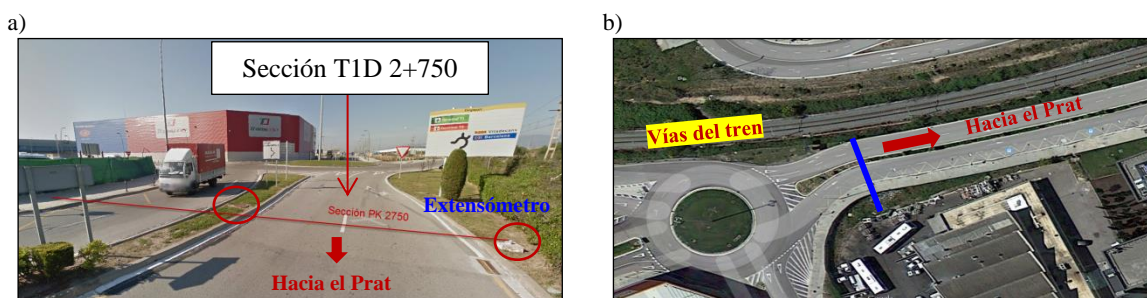 a)
b)
Sección T1D 2+750
Sección PK 2750
Extensómetro
Hacia el Prat
Vías del tren
Hacia el Prat